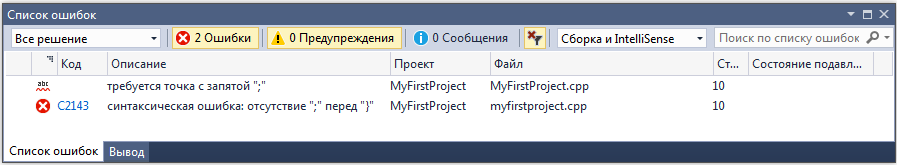 Список ошибок
Все решение 2 Ошибки 0 Предупреждения 0 Сообщения Сборка и IntelliSense Поиск по списку ошибок
Код Описание Проект Файл Ст... Состояние подавл...
abc требуется точка с запятой ";" MyFirstProject MyFirstProject.cpp 10
C2143 синтаксическая ошибка: отсутствие ";" перед "}" MyFirstProject myfirstproject.cpp 10
Список ошибок Вывод